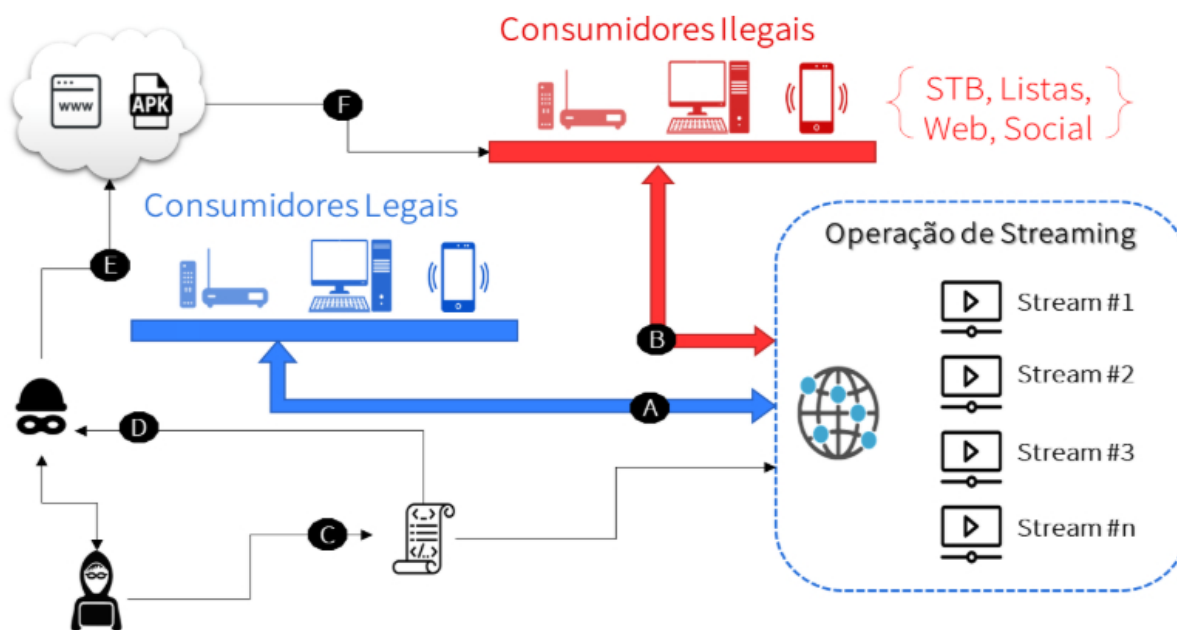 Consumidores Ilegais
WWW
APK
F
STB, Listas,
Web, Social
Consumidores Legais
E
Operação de Streaming
Stream #1
B
Stream #2
A
D
Stream #3
C
<_>
</..>
Stream #n